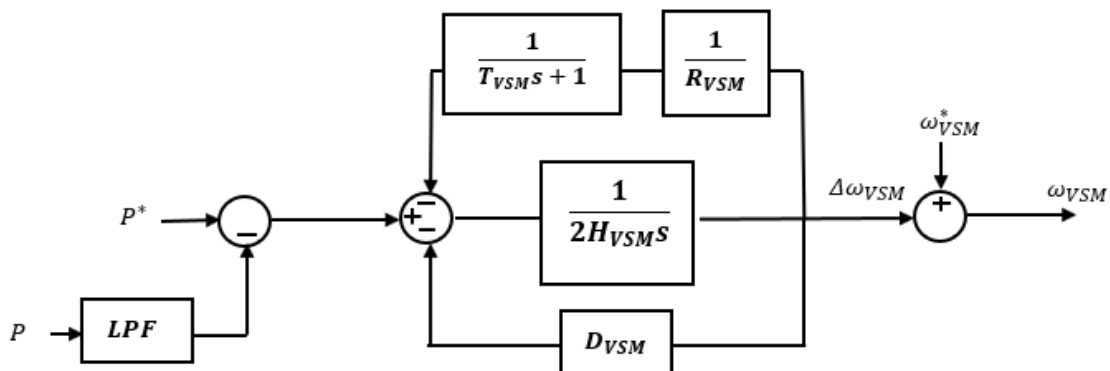 1
T_VSM s + 1
1
R_VSM
ω*_VSM
P*
+
−
−
−
1
2H_VSM s
Δω_VSM
+
ω_VSM
P
LPF
D_VSM